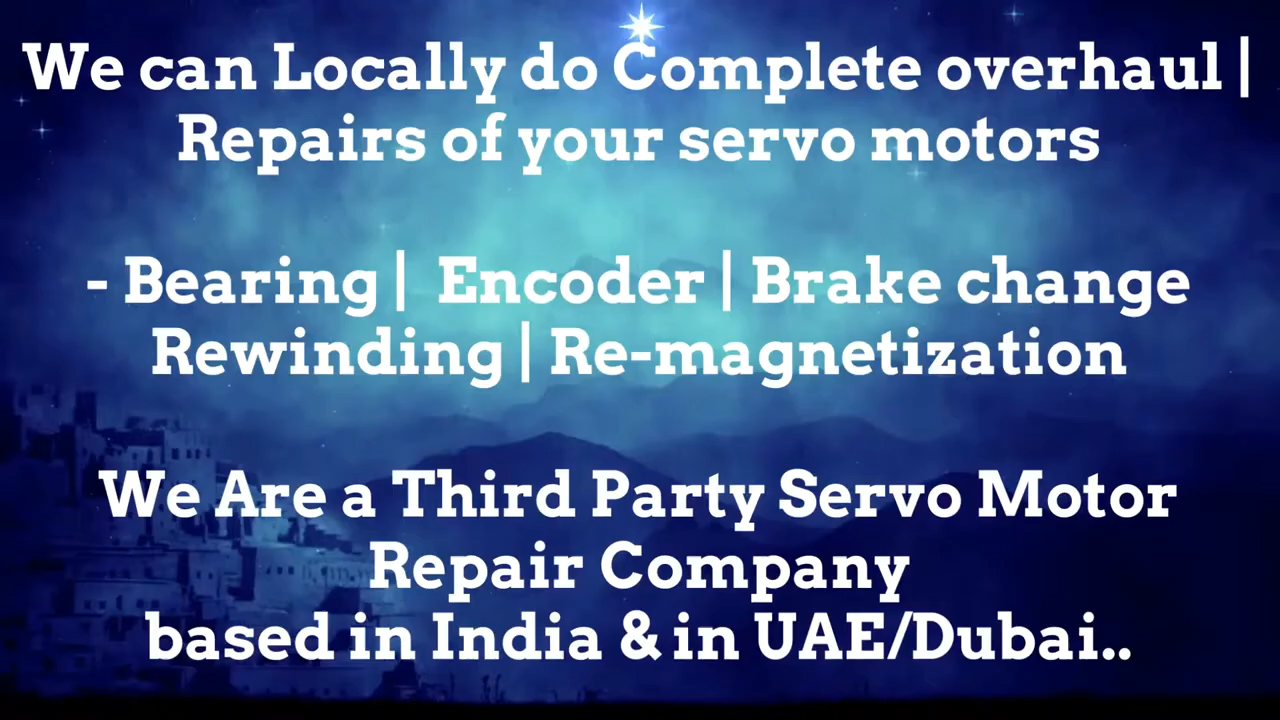 We can Locally do Complete overhaul |
Repairs of your servo motors
- Bearing | Encoder | Brake change
Rewinding | Re-magnetization
We Are a Third Party Servo Motor
Repair Company
based in India & in UAE/Dubai..